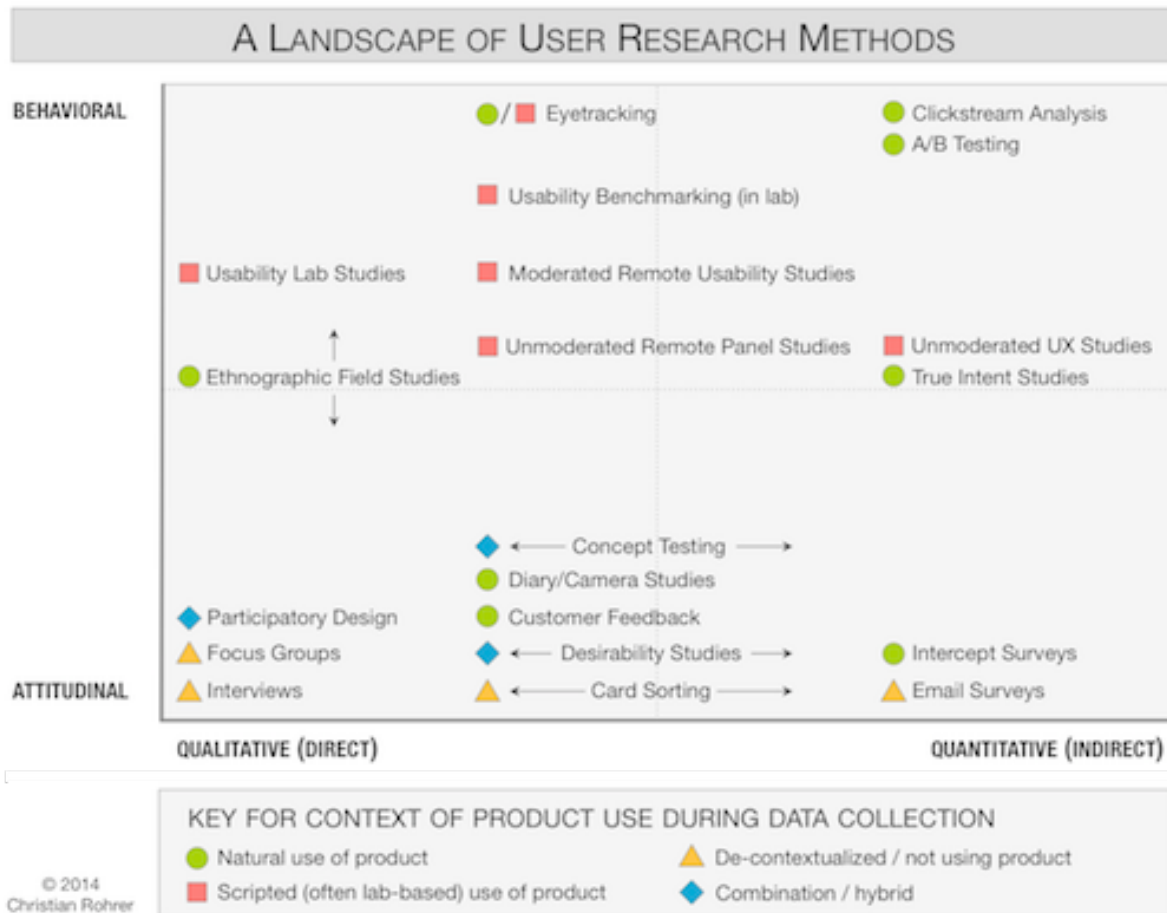 A LANDSCAPE OF USER RESEARCH METHODS
BEHAVIORAL
/ Eyetracking
Clickstream Analysis
A/B Testing
Usability Benchmarking (in lab)
Usability Lab Studies
Moderated Remote Usability Studies
Unmoderated Remote Panel Studies
Unmoderated UX Studies
Ethnographic Field Studies
True Intent Studies
Concept Testing
Diary/Camera Studies
Participatory Design
Customer Feedback
Focus Groups
Desirability Studies
Intercept Surveys
ATTITUDINAL
Interviews
Card Sorting
Email Surveys
QUALITATIVE (DIRECT)
QUANTITATIVE (INDIRECT)
KEY FOR CONTEXT OF PRODUCT USE DURING DATA COLLECTION
Natural use of product
De-contextualized / not using product
Scripted (often lab-based) use of product
Combination / hybrid
© 2014
Christian Rohrer